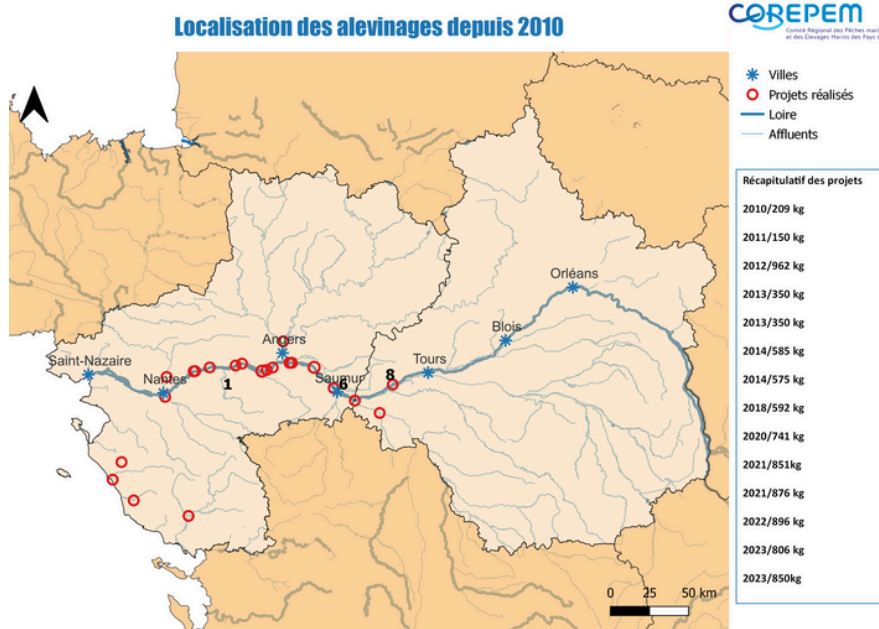 Localisation des alevinages depuis 2010
COREPEM
Comité Régional des Pêches mari
et des Élevages Marins des Pays d
Villes
Projets réalisés
Loire
Affluents
Récapitulatif des projets
2010/209 kg
2011/150 kg
2012/962 kg
2013/350 kg
2013/350 kg
2014/585 kg
2014/575 kg
2018/592 kg
2020/741 kg
2021/851kg
2021/876 kg
2022/896 kg
2023/806 kg
2023/850kg
Orléans
Blois
Angers
Saint-Nazaire
Tours
Nantes
Saumur
1
6
8
0 25 50 km